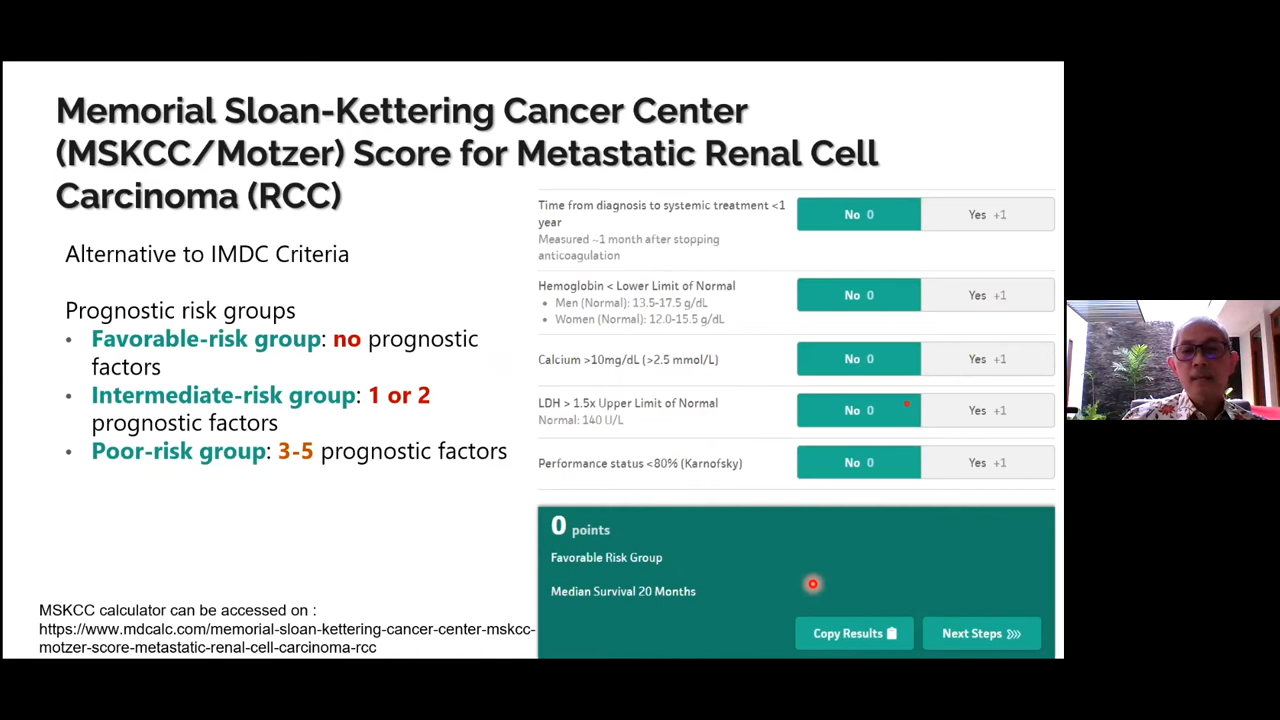 Memorial Sloan-Kettering Cancer Center
(MSKCC/Motzer) Score for Metastatic Renal Cell
Carcinoma (RCC)
Alternative to IMDC Criteria
Prognostic risk groups
• Favorable-risk group: no prognostic
factors
• Intermediate-risk group: 1 or 2
prognostic factors
• Poor-risk group: 3-5 prognostic factors
MSKCC calculator can be accessed on :
https://www.mdcalc.com/memorial-sloan-kettering-cancer-center-mskcc-
motzer-score-metastatic-renal-cell-carcinoma-rcc
Time from diagnosis to systemic treatment <1
year
Measured ~1 month after stopping
anticoagulation
No 0 Yes +1
Hemoglobin < Lower Limit of Normal
• Men (Normal): 13.5-17.5 g/dL
• Women (Normal): 12.0-15.5 g/dL
No 0 Yes +1
Calcium >10mg/dL (>2.5 mmol/L)
No 0 Yes +1
LDH > 1.5x Upper Limit of Normal
Normal: 140 U/L
No 0 Yes +1
Performance status <80% (Karnofsky)
No 0 Yes +1
0 points
Favorable Risk Group
Median Survival 20 Months
Copy Results Next Steps